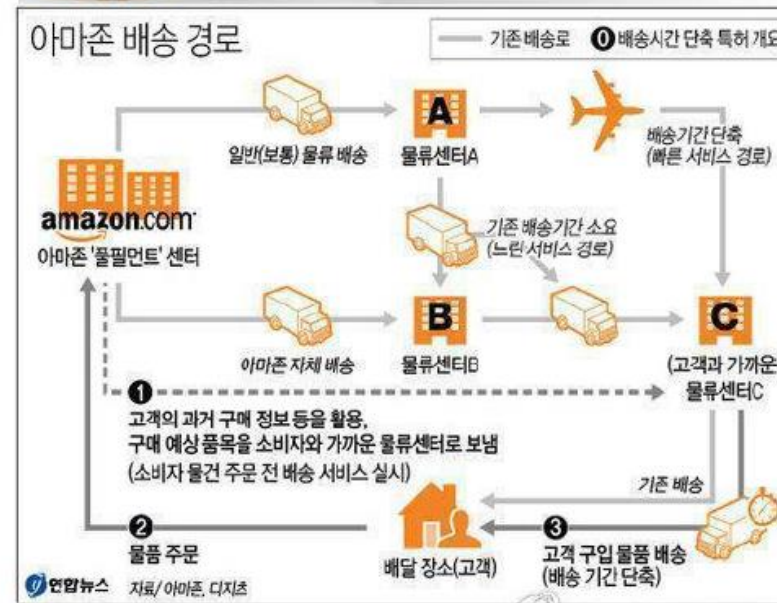 아마존 배송 경로
기존 배송로 0 배송시간 단축 특허 개요
일반(보통) 물류 배송
A
물류센터A
배송기간 단축
(빠른 서비스 경로)
amazon.com
아마존 '풀필먼트' 센터
기존 배송기간 소요
(느린 서비스 경로)
아마존 자체 배송
B
물류센터B
C
(고객과 가까운
물류센터C
1
고객의 과거 구매 정보 등을 활용,
구매 예상 품목을 소비자와 가까운 물류센터로 보냄
(소비자 물건 주문 전 배송 서비스 실시)
기존 배송
2
물품 주문
배달 장소(고객)
3
고객 구입 물품 배송
(배송 기간 단축)
연합뉴스 자료/ 아마존, 디지츠